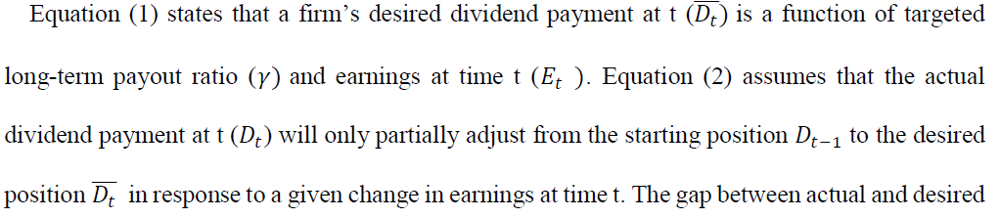 Equation (1) states that a firm's desired dividend payment at t ($\overline{D_t}$) is a function of targeted
long-term payout ratio ($\gamma$) and earnings at time t ($E_t$ ). Equation (2) assumes that the actual
dividend payment at t ($D_t$) will only partially adjust from the starting position $D_{t-1}$ to the desired
position $\overline{D_t}$ in response to a given change in earnings at time t. The gap between actual and desired